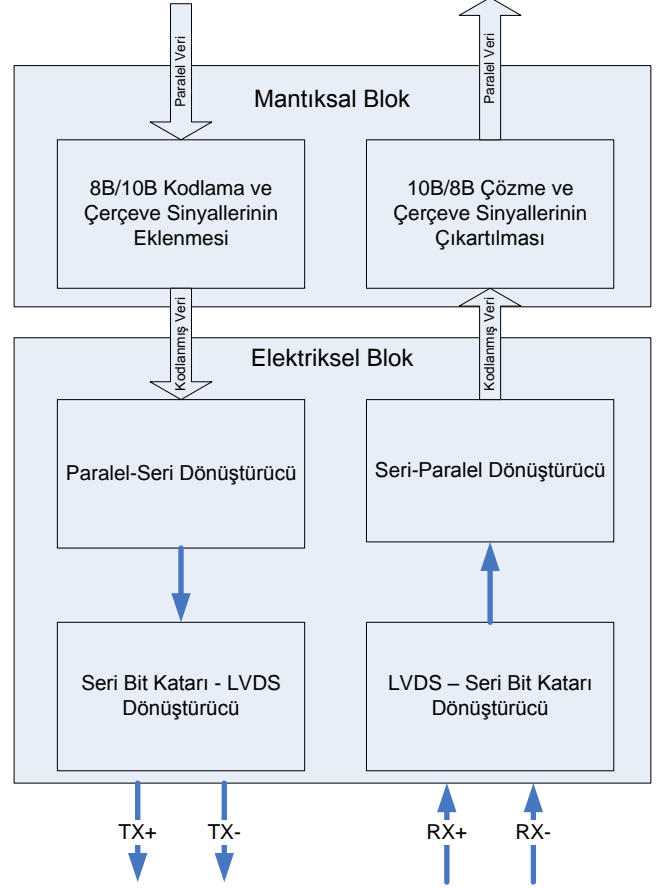 Paralel Veri
Paralel Veri
Mantıksal Blok
8B/10B Kodlama ve
Çerçeve Sinyallerinin
Eklenmesi
10B/8B Çözme ve
Çerçeve Sinyallerinin
Çıkartılması
Kodlanmış Veri
Kodlanmış Veri
Elektriksel Blok
Paralel-Seri Dönüştürücü
Seri-Paralel Dönüştürücü
Seri Bit Katarı - LVDS
Dönüştürücü
LVDS – Seri Bit Katarı
Dönüştürücü
TX+
TX-
RX+
RX-